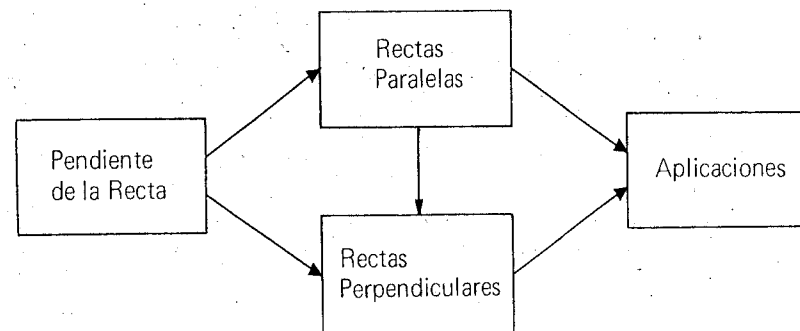 Rectas
Paralelas
Pendiente
de la Recta
Aplicaciones
Rectas
Perpendiculares